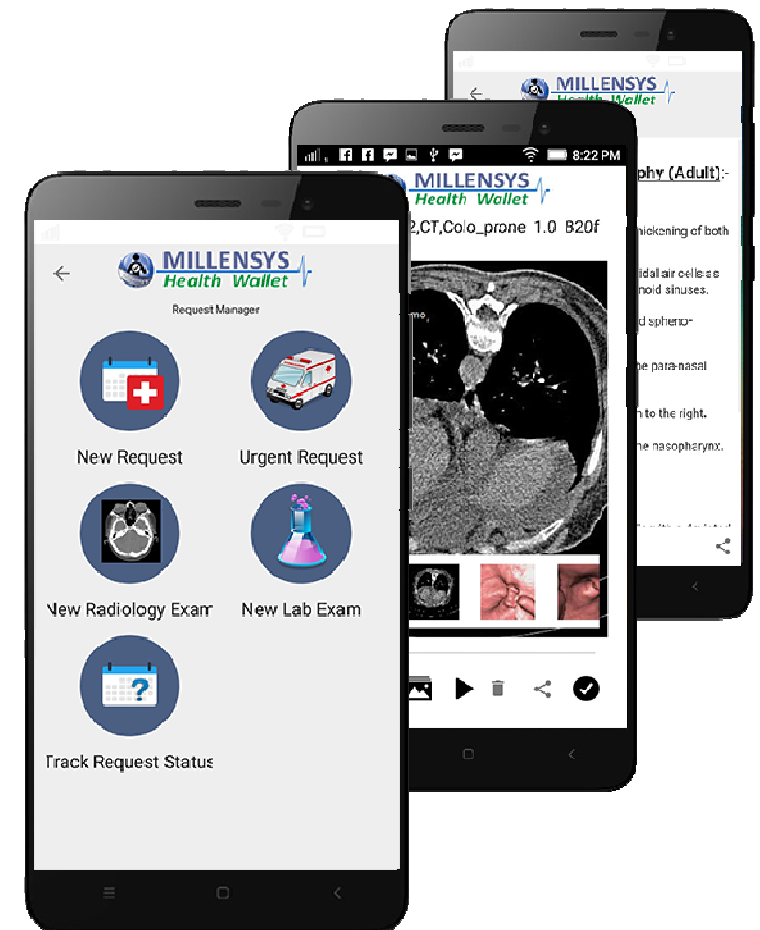 MILLENSYS
Health Wallet
Request Manager
New Request
Urgent Request
New Radiology Exam
New Lab Exam
Track Request Status
8:22 PM
MILLENSYS
Health Wallet
2,CT,Colo_prone 1.0 B20f
MILLENSYS
Health Wallet
phy (Adult):-
hickening of both
idal air cells as
noid sinuses.
d spheno-
para-nasal
to the right.
nasopharynx.